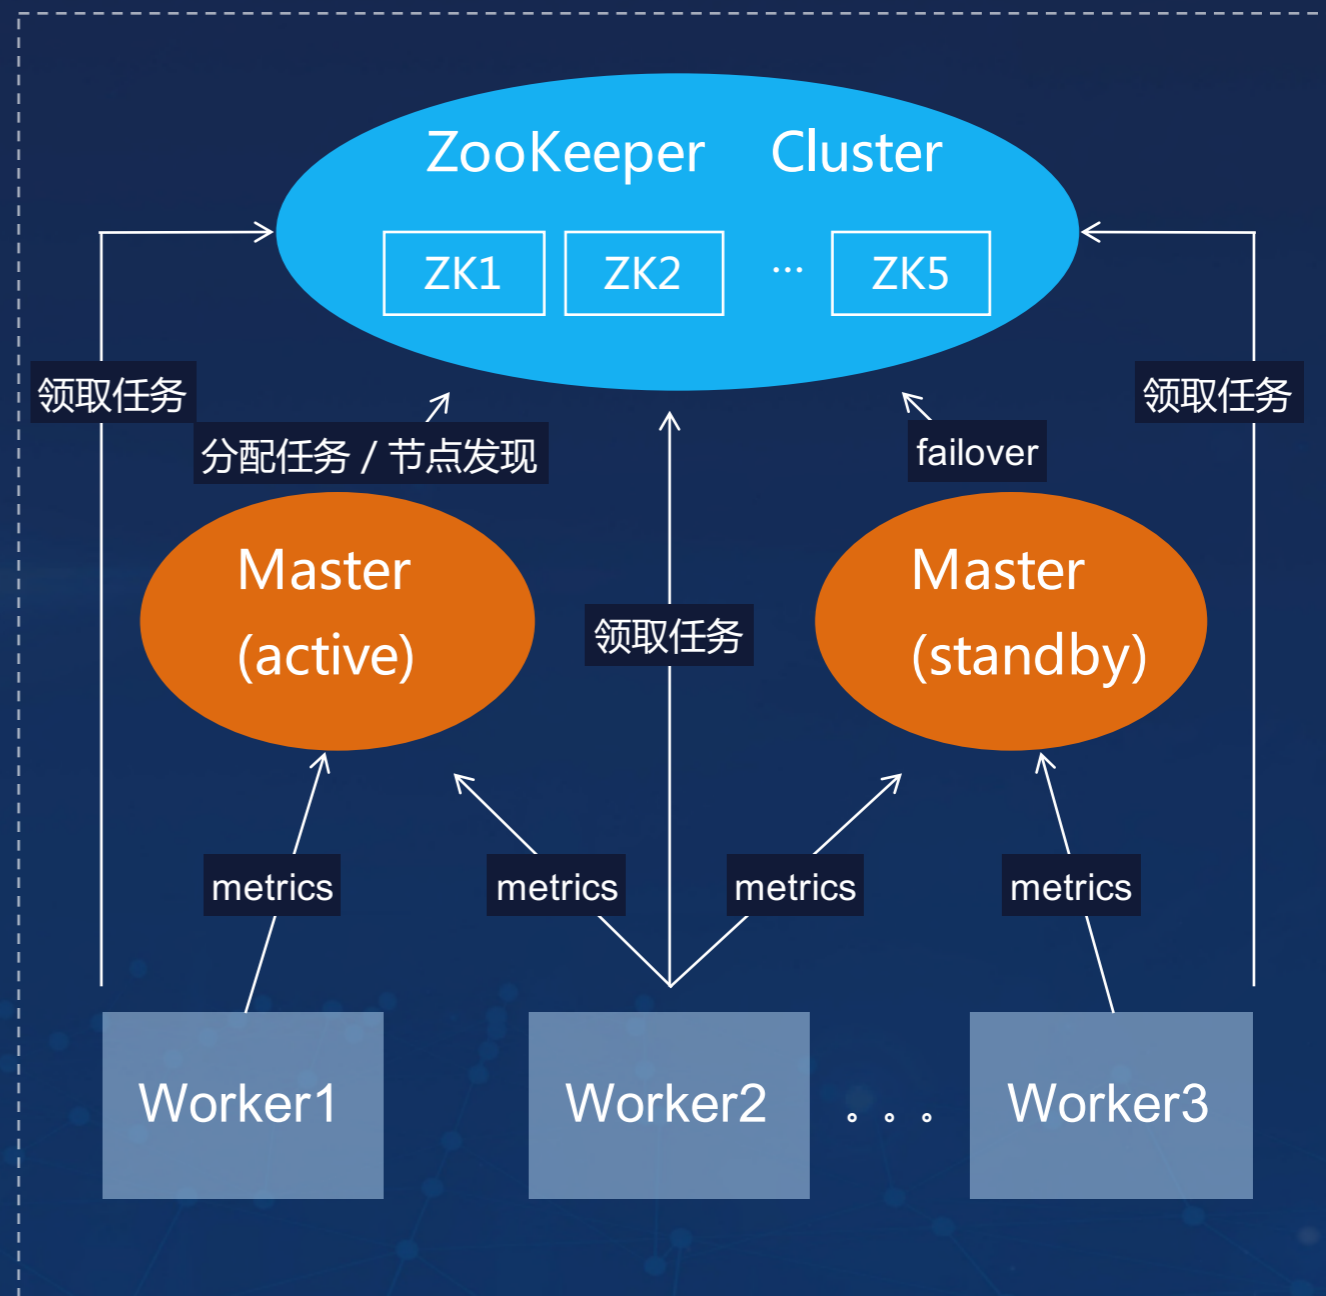 ZooKeeper Cluster
ZK1 ZK2 ... ZK5
领取任务
领取任务
分配任务 / 节点发现
failover
Master
(active)
领取任务
Master
(standby)
metrics
metrics
metrics
metrics
Worker1
Worker2
。。。
Worker3